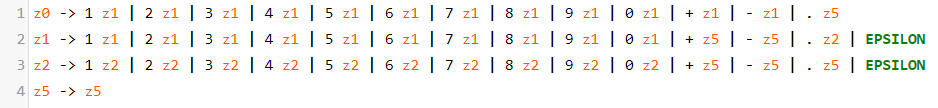 1 z0 -> 1 z1 | 2 z1 | 3 z1 | 4 z1 | 5 z1 | 6 z1 | 7 z1 | 8 z1 | 9 z1 | 0 z1 | + z1 | - z1 | . z5
2 z1 -> 1 z1 | 2 z1 | 3 z1 | 4 z1 | 5 z1 | 6 z1 | 7 z1 | 8 z1 | 9 z1 | 0 z1 | + z5 | - z5 | . z2 | EPSILON
3 z2 -> 1 z2 | 2 z2 | 3 z2 | 4 z2 | 5 z2 | 6 z2 | 7 z2 | 8 z2 | 9 z2 | 0 z2 | + z5 | - z5 | . z5 | EPSILON
4 z5 -> z5